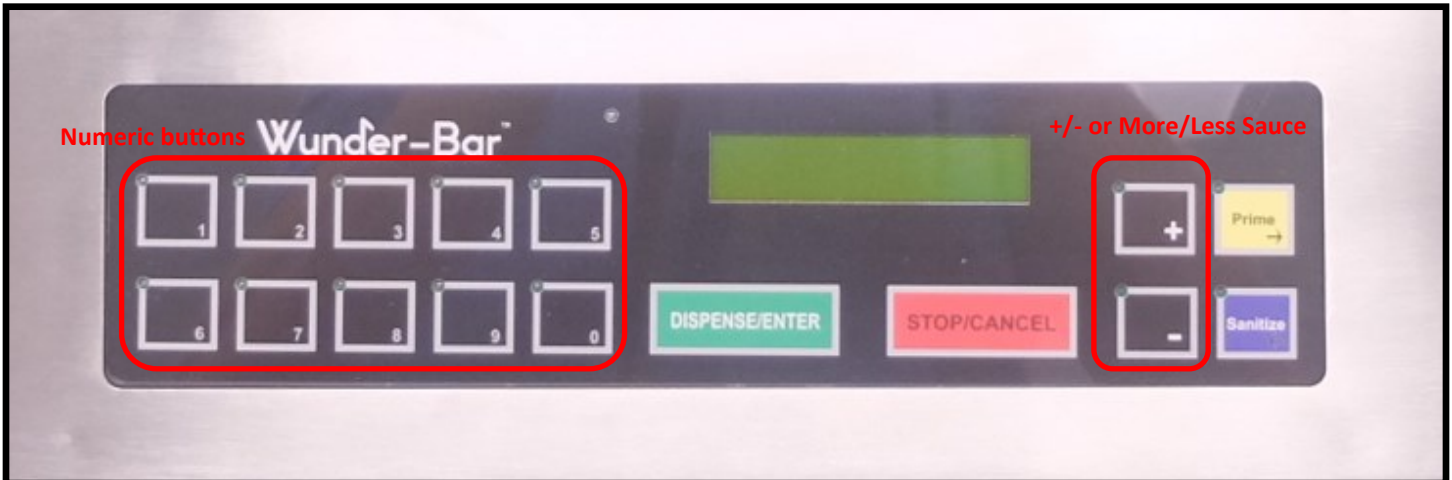 Numeric buttons
Wunder-Bar™
+/- or More/Less Sauce
1 2 3 4 5
+
Prime
→
6 7 8 9 0
DISPENSE/ENTER
STOP/CANCEL
-
Sanitize